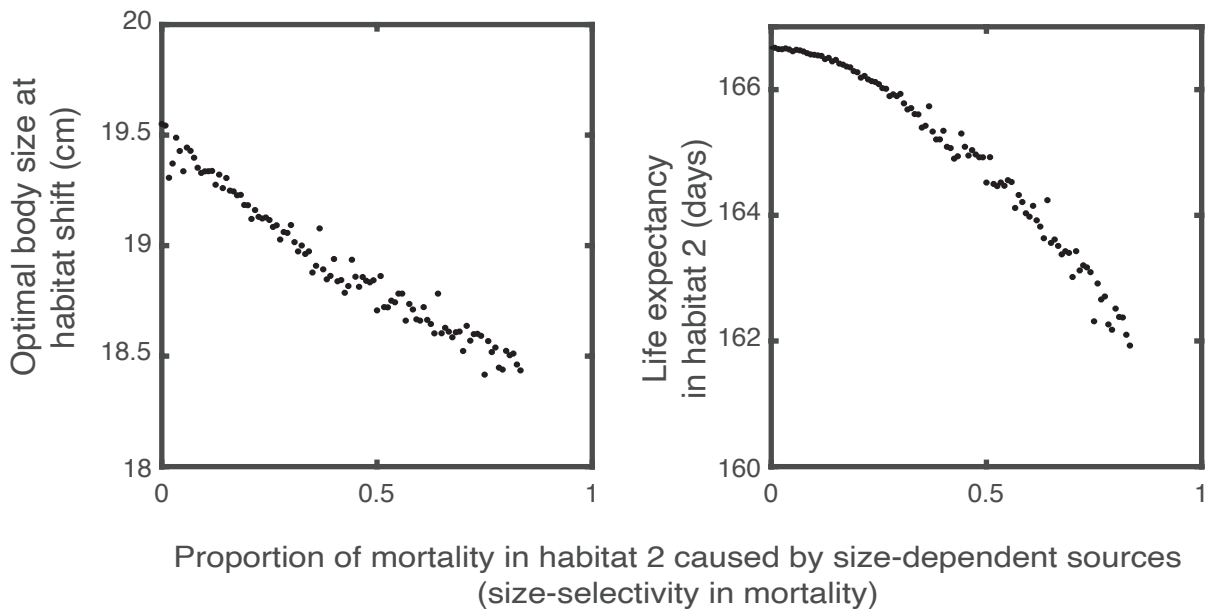 Optimal body size at
habitat shift (cm)
20
19.5
19
18.5
18
0
0.5
1
Life expectancy
in habitat 2 (days)
166
164
162
160
0
0.5
1
Proportion of mortality in habitat 2 caused by size-dependent sources
(size-selectivity in mortality)